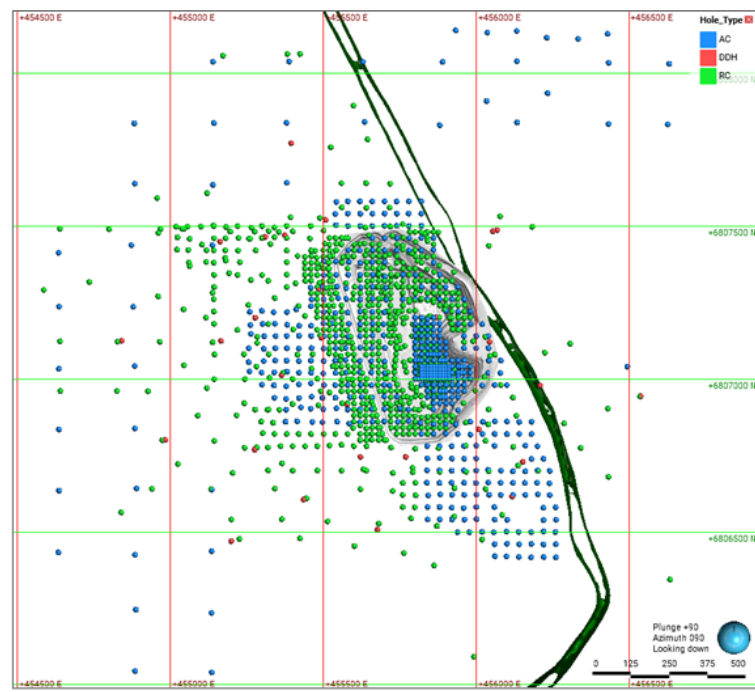 +454500 E +455000 E +455500 E +456000 E +456500 E
Hole_Type
AC
DDH
RC
+6807500 N
+6807000 N
+6806500 N
Plunge +90
Azimuth 090
Looking down
0 125 250 375 500
+454500 E +455000 E +455500 E +456000 E +456500 E